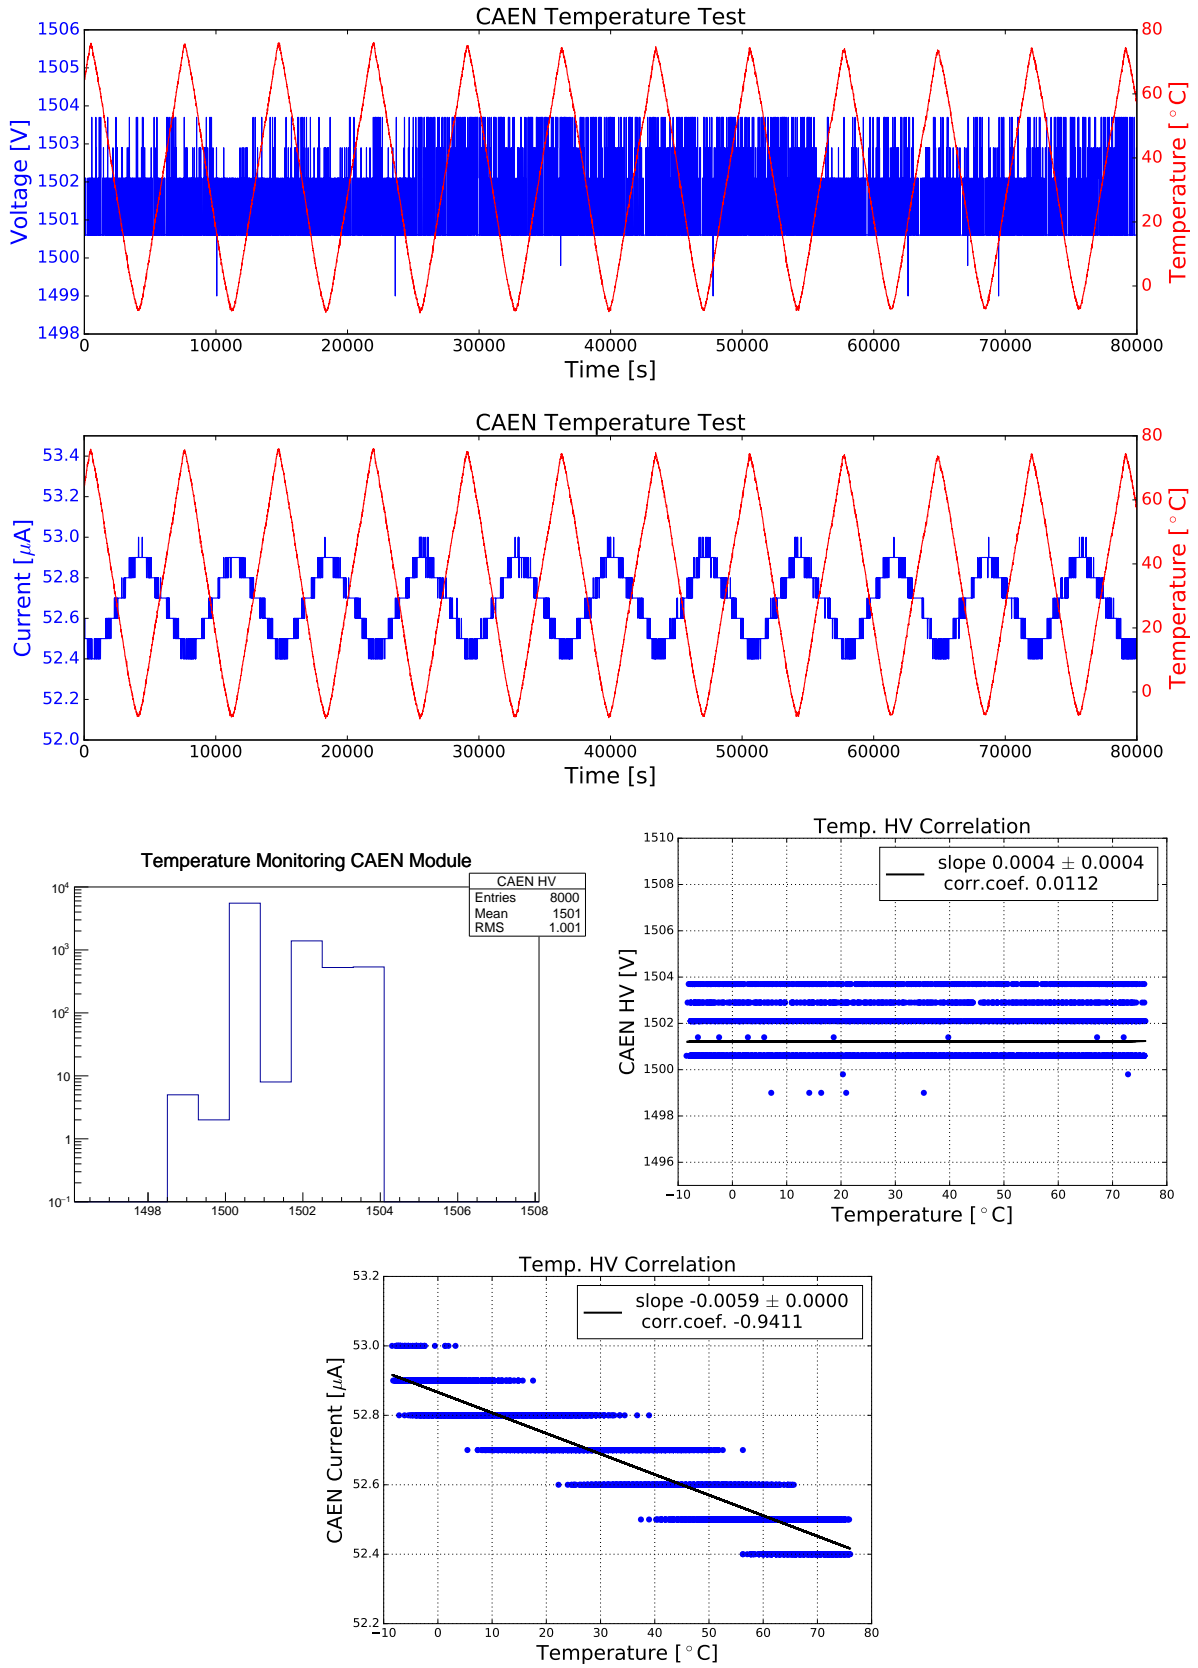 CAEN Temperature Test
1506
1505
1504
1503
1502
1501
1500
1499
1498
Voltage [V]
80
60
40
20
0
Temperature [°C]
0 10000 20000 30000 40000 50000 60000 70000 80000
Time [s]
CAEN Temperature Test
53.4
53.2
53.0
52.8
52.6
52.4
52.2
52.0
Current [μA]
80
60
40
20
0
Temperature [°C]
0 10000 20000 30000 40000 50000 60000 70000 80000
Time [s]
Temperature Monitoring CAEN Module
CAEN HV
Entries 8000
Mean 1501
RMS 1.001
10⁴
10³
10²
10
1
10⁻¹
1498 1500 1502 1504 1506 1508
Temp. HV Correlation
slope 0.0004 ± 0.0004
corr.coef. 0.0112
1510
1508
1506
1504
1502
1500
1498
1496
CAEN HV [V]
−10 0 10 20 30 40 50 60 70 80
Temperature [°C]
Temp. HV Correlation
slope -0.0059 ± 0.0000
corr.coef. -0.9411
53.2
53.0
52.8
52.6
52.4
52.2
CAEN Current [μA]
−10 0 10 20 30 40 50 60 70 80
Temperature [°C]